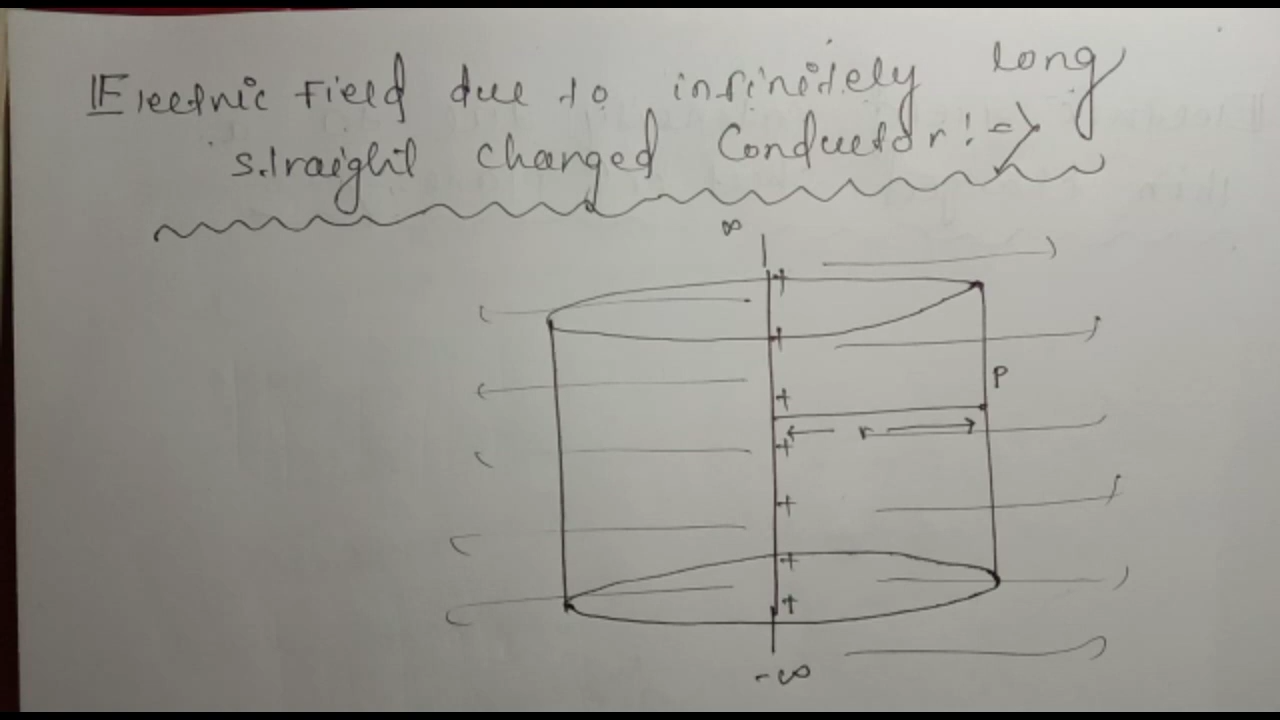 Electric Field due to infinitely long
straight charged Conductor :=>
∞
+
+
P
+
r
+
+
+
+
-∞